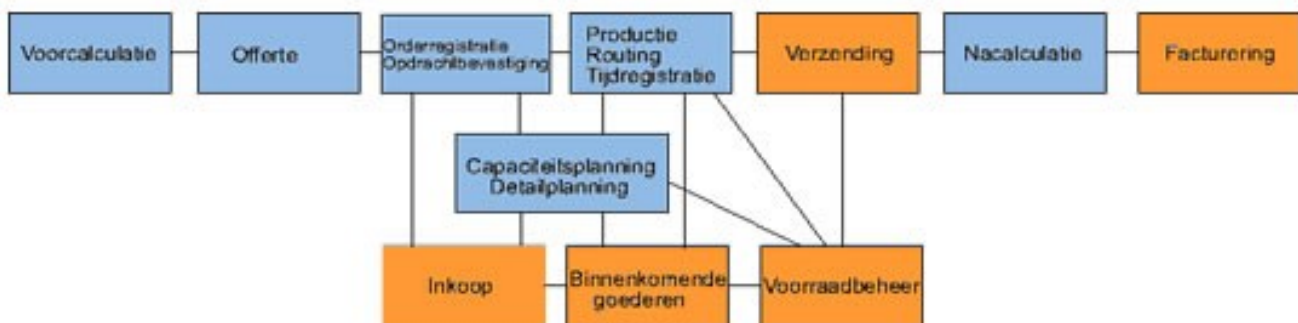 Voorcalculatie
Offerte
Orderregistratie
Opdrachtbevestiging
Productie
Routing
Tijdregistratie
Verzending
Nacalculatie
Facturering
Capaciteitsplanning
Detailplanning
Inkoop
Binnenkomende
goederen
Voorraadbeheer